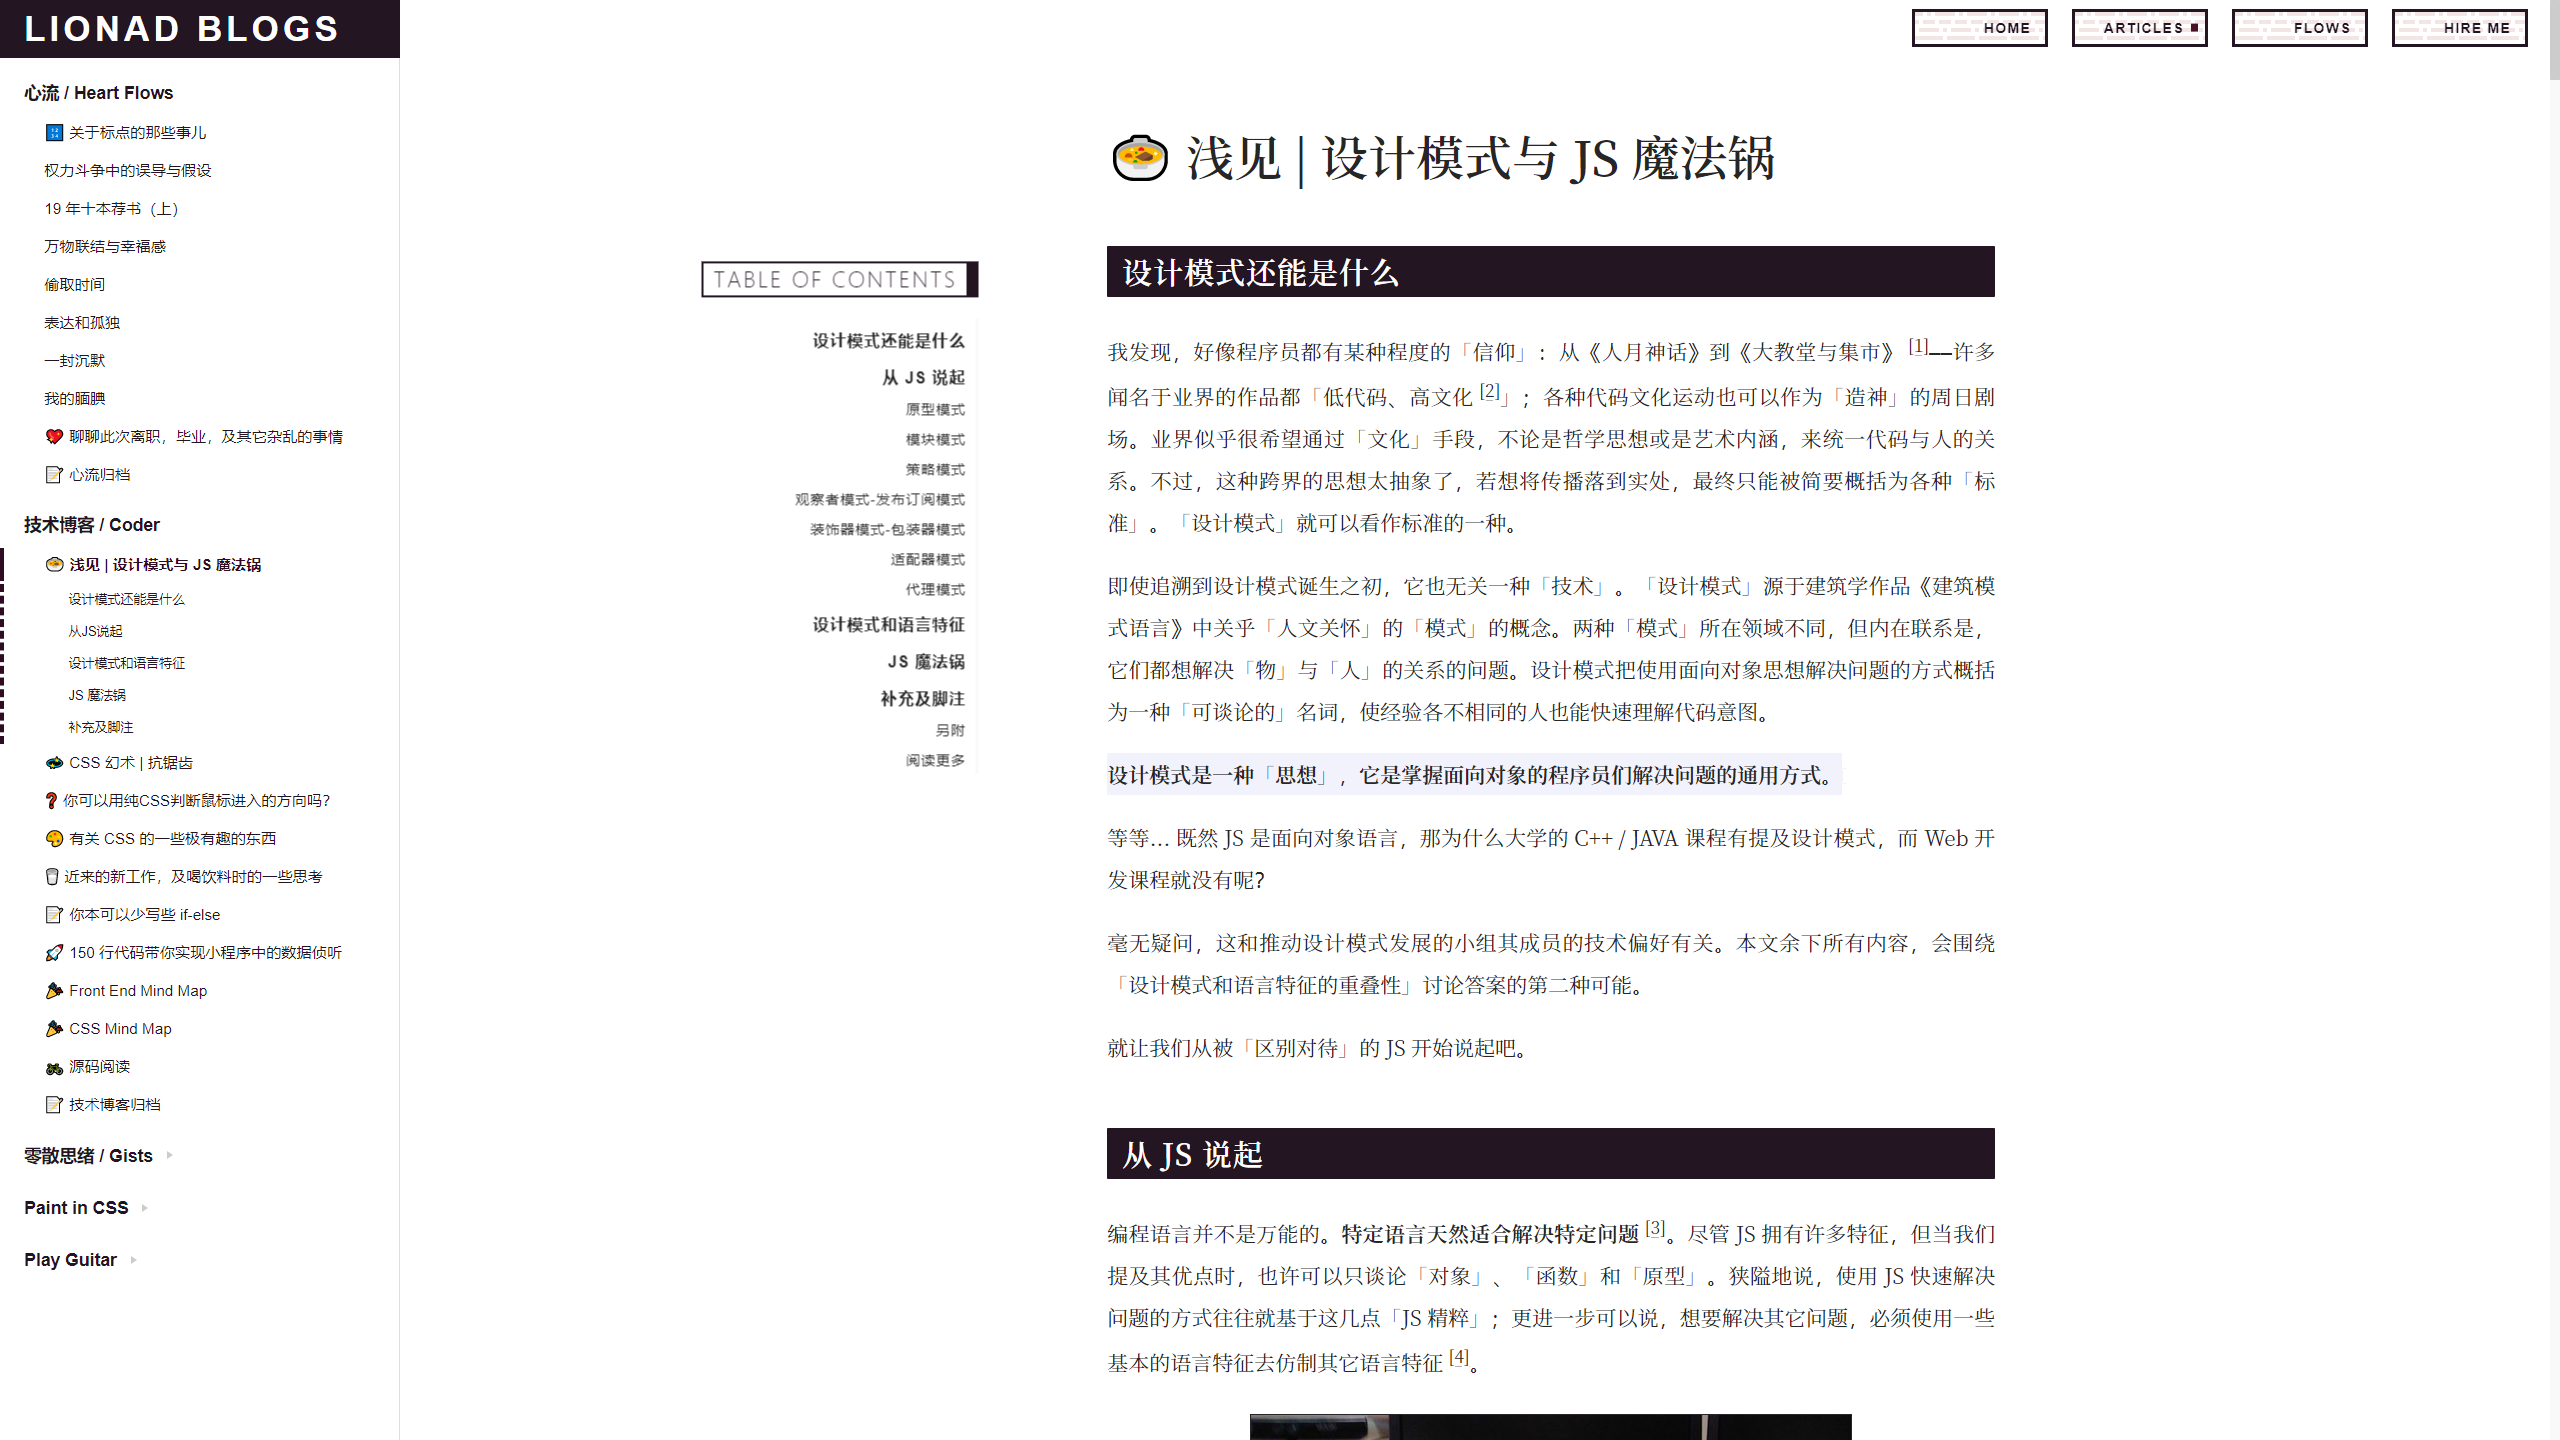 LIONAD BLOGS
HOME
ARTICLES
FLOWS
HIRE ME
心流 / Heart Flows
关于标点的那些事儿
权力斗争中的误导与假设
19 年十本荐书（上）
万物联结与幸福感
偷取时间
表达和孤独
一封沉默
我的腼腆
聊聊此次离职，毕业，及其它杂乱的事情
心流归档
技术博客 / Coder
浅见 | 设计模式与 JS 魔法锅
设计模式还能是什么
从JS说起
设计模式和语言特征
JS 魔法锅
补充及脚注
CSS 幻术 | 抗锯齿
你可以用纯CSS判断鼠标进入的方向吗？
有关 CSS 的一些极有趣的东西
近来的新工作，及喝饮料时的一些思考
你本可以少写些 if-else
150 行代码带你实现小程序中的数据侦听
Front End Mind Map
CSS Mind Map
源码阅读
技术博客归档
零散思绪 / Gists
Paint in CSS
Play Guitar
TABLE OF CONTENTS
设计模式还能是什么
从 JS 说起
原型模式
模块模式
策略模式
观察者模式-发布订阅模式
装饰器模式-包装器模式
适配器模式
代理模式
设计模式和语言特征
JS 魔法锅
补充及脚注
另附
阅读更多
浅见 | 设计模式与 JS 魔法锅
设计模式还能是什么
我发现，好像程序员都有某种程度的「信仰」：从《人月神话》到《大教堂与集市》 [1]—许多
闻名于业界的作品都「低代码、高文化 [2]」；各种代码文化运动也可以作为「造神」的周日剧
场。业界似乎很希望通过「文化」手段，不论是哲学思想或是艺术内涵，来统一代码与人的关
系。不过，这种跨界的思想太抽象了，若想将传播落到实处，最终只能被简要概括为各种「标
准」。「设计模式」就可以看作标准的一种。
即使追溯到设计模式诞生之初，它也无关一种「技术」。「设计模式」源于建筑学作品《建筑模
式语言》中关乎「人文关怀」的「模式」的概念。两种「模式」所在领域不同，但内在联系是，
它们都想解决「物」与「人」的关系的问题。设计模式把使用面向对象思想解决问题的方式概括
为一种「可谈论的」名词，使经验各不相同的人也能快速理解代码意图。
设计模式是一种「思想」，它是掌握面向对象的程序员们解决问题的通用方式。
等等... 既然 JS 是面向对象语言，那为什么大学的 C++ / JAVA 课程有提及设计模式，而 Web 开
发课程就没有呢？
毫无疑问，这和推动设计模式发展的小组其成员的技术偏好有关。本文余下所有内容，会围绕
「设计模式和语言特征的重叠性」讨论答案的第二种可能。
就让我们从被「区别对待」的 JS 开始说起吧。
从 JS 说起
编程语言并不是万能的。特定语言天然适合解决特定问题 [3]。尽管 JS 拥有许多特征，但当我们
提及其优点时，也许可以只谈论「对象」、「函数」和「原型」。狭隘地说，使用 JS 快速解决
问题的方式往往就基于这几点「JS 精粹」；更进一步可以说，想要解决其它问题，必须使用一些
基本的语言特征去仿制其它语言特征 [4]。